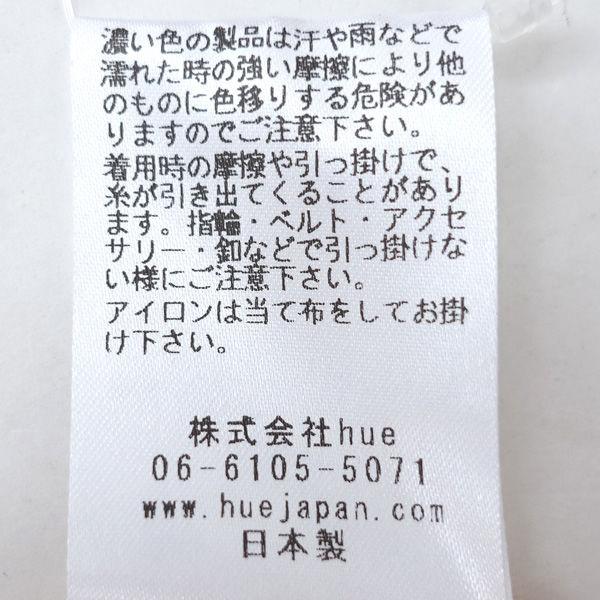 濃い色の製品は汗や雨などで
濡れた時の強い摩擦により他
のものに色移りする危険があ
りますのでご注意下さい。
着用時の摩擦や引っ掛けで、
糸が引き出てくることがあり
ます。指輪・ベルト・アクセ
サリー・釦などで引っ掛けな
い様にご注意下さい。
アイロンは当て布をしてお掛
け下さい。
株式会社hue
06-6105-5071
www.huejapan.com
日本製